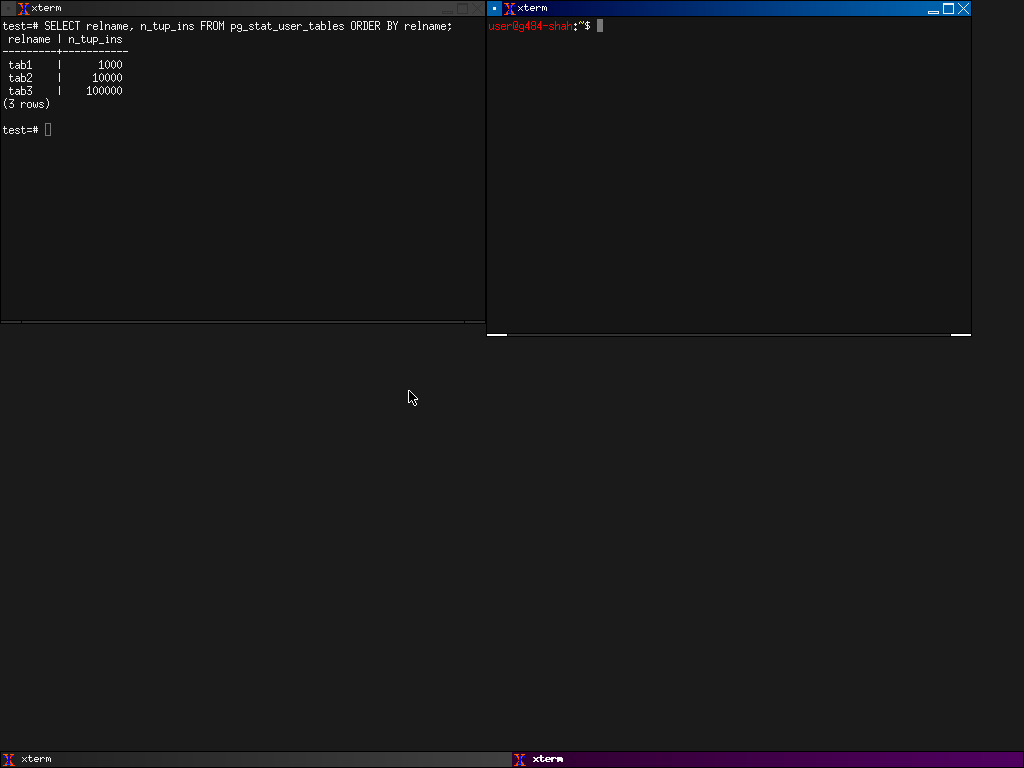 xterm
test=# SELECT relname, n_tup_ins FROM pg_stat_user_tables ORDER BY relname;
 relname | n_tup_ins
---------+-----------
 tab1    |      1000
 tab2    |     10000
 tab3    |    100000
(3 rows)
test=#
xterm
user@g484-shah:~$
xterm
xterm